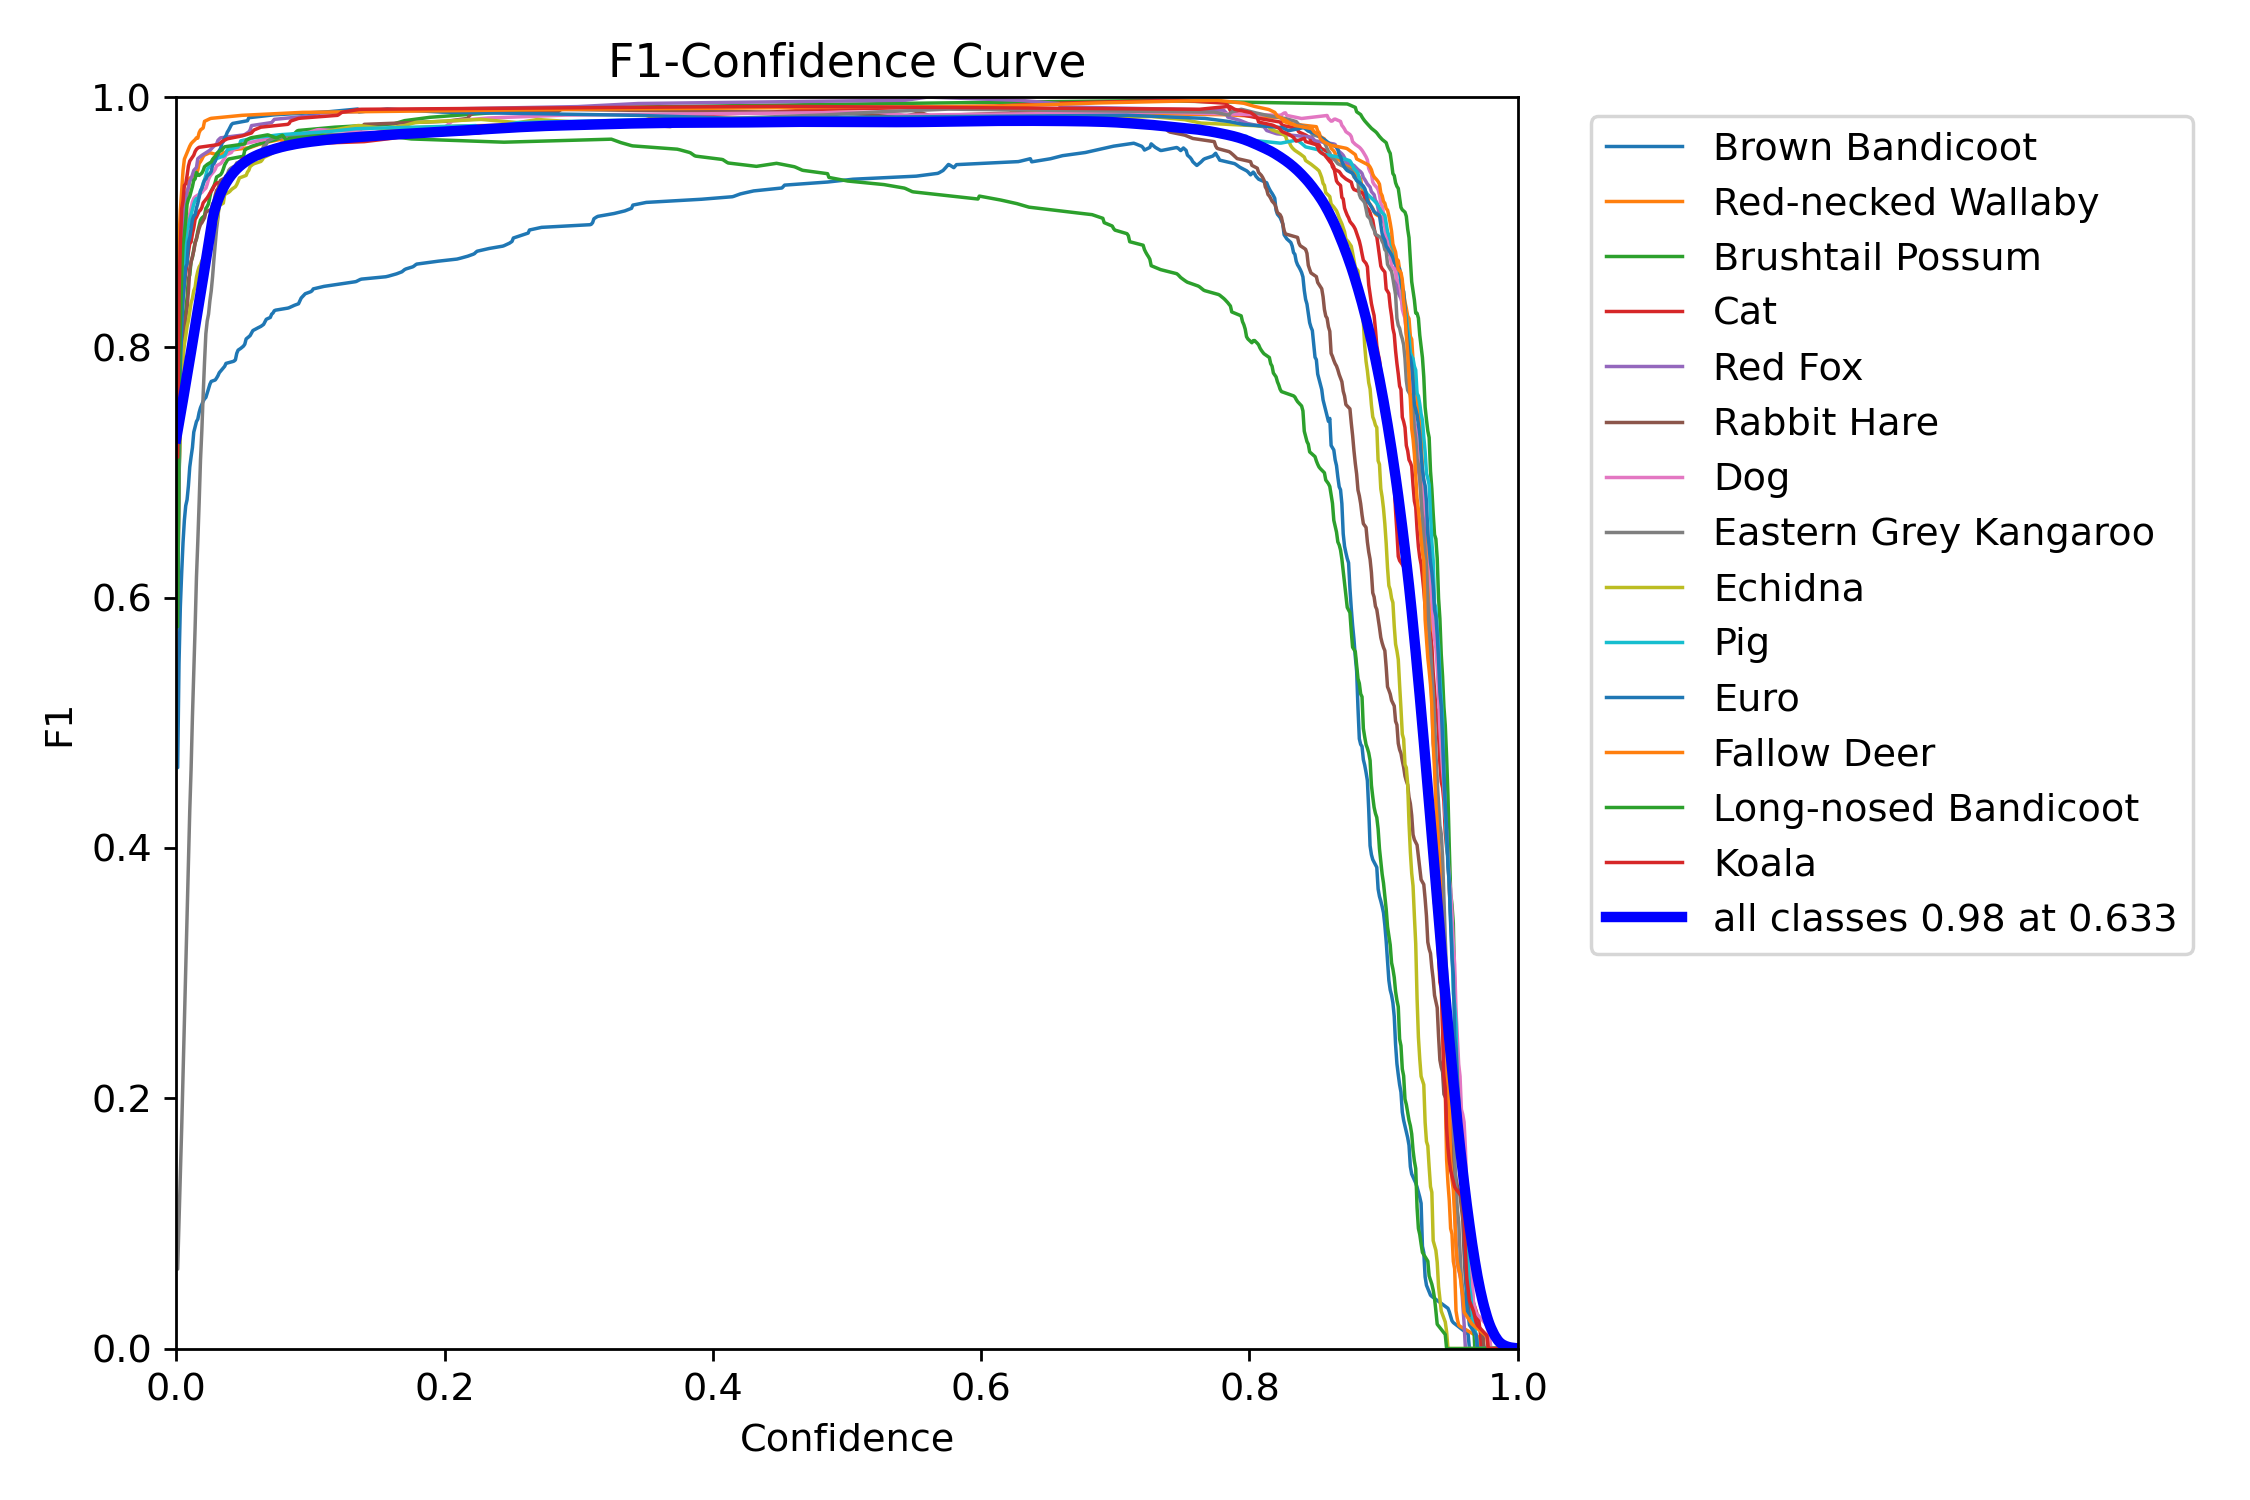 F1-Confidence Curve
1.0
0.8
0.6
0.4
0.2
0.0
F1
0.0 0.2 0.4 0.6 0.8 1.0
Confidence
Brown Bandicoot
Red-necked Wallaby
Brushtail Possum
Cat
Red Fox
Rabbit Hare
Dog
Eastern Grey Kangaroo
Echidna
Pig
Euro
Fallow Deer
Long-nosed Bandicoot
Koala
all classes 0.98 at 0.633